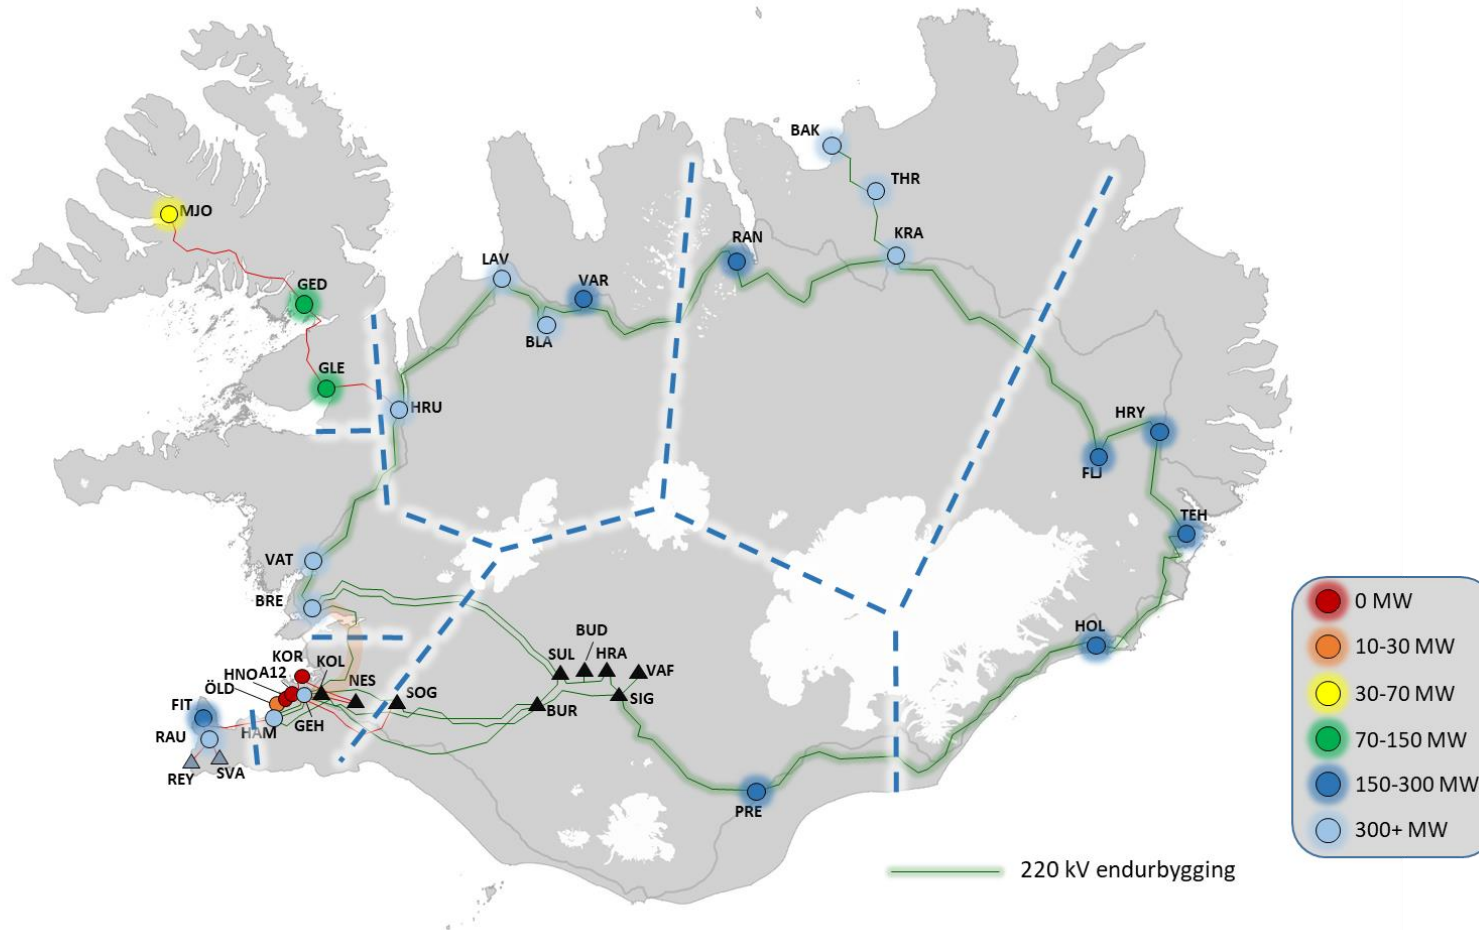 BAK
THR
MJO
KRA
RAN
LAV
GED
VAR
BLA
GLE
HRU
HRY
FLJ
TEH
VAT
BRE
0 MW
HOL
BUD
10-30 MW
KOR
KOL
SUL
HRA
HNO
A12
VAF
NES
ÖLD
SOG
30-70 MW
FIT
SIG
GEH
BUR
HAM
RAU
70-150 MW
REY
SVA
150-300 MW
PRE
300+ MW
220 kV endurbygging